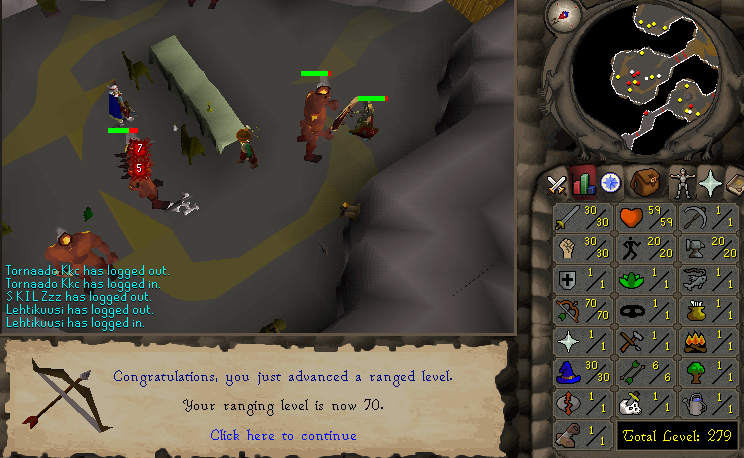 7
5
Tornaado Kkc has logged out.
Tornaado Kkc has logged in.
S K I L Zzz has logged out.
Lehtikuusi has logged out.
Lehtikuusi has logged in.
Congratulations, you just advanced a ranged level.
Your ranging level is now 70.
Click here to continue
30/30 59/59 1/1
30/30 20/20 20/20
1/1 1/1 1/1
70/70 1/1 1/1
1/1 1/1 1/1
30/30 6/6 1/1
1/1 1/1 1/1
1/1 Total Level: 279